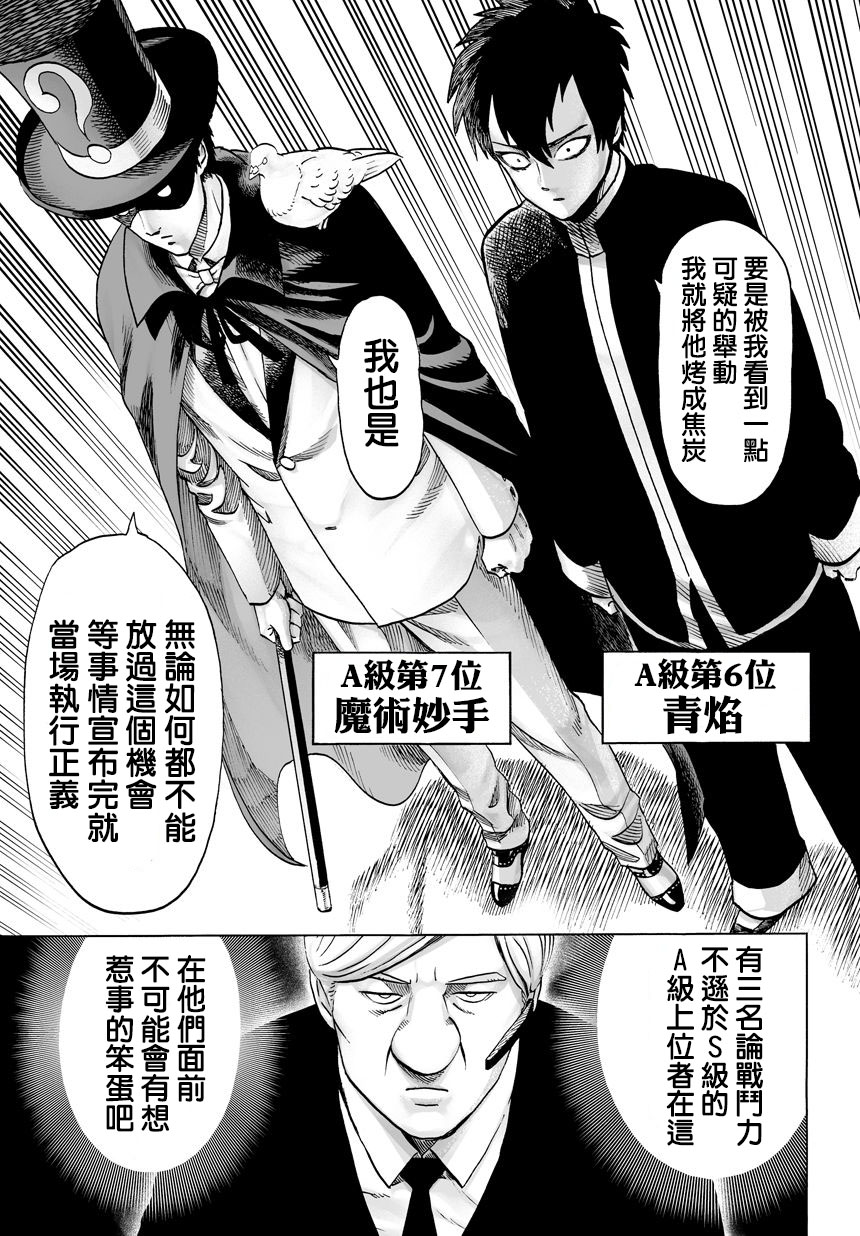 要是被我看到一點
可疑的舉動
我就將他烤成焦炭
A級第6位
青焰
我也是
A級第7位
魔術妙手
無論如何都不能
放過這個機會
等事情宣布完就
當場執行正義
有三名論戰鬥力
不遜於S級的
A級上位者在這
在他們面前
不可能會有想
惹事的笨蛋吧